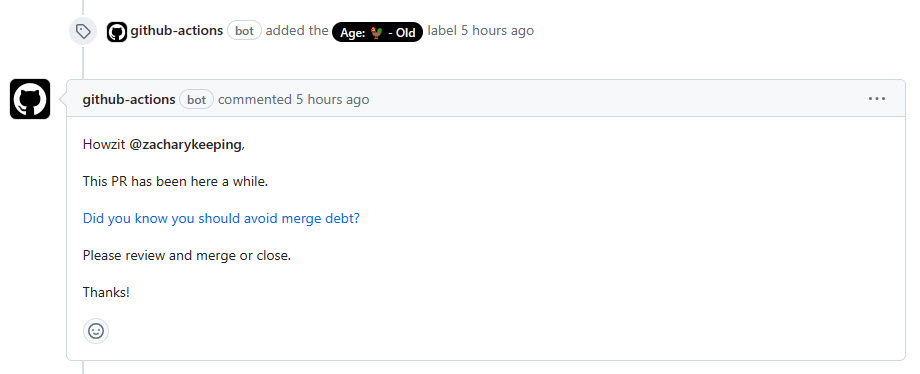 github-actions bot added the Age: 🐓 - Old label 5 hours ago
github-actions bot commented 5 hours ago
Howzit @zacharykeeping,
This PR has been here a while.
Did you know you should avoid merge debt?
Please review and merge or close.
Thanks!